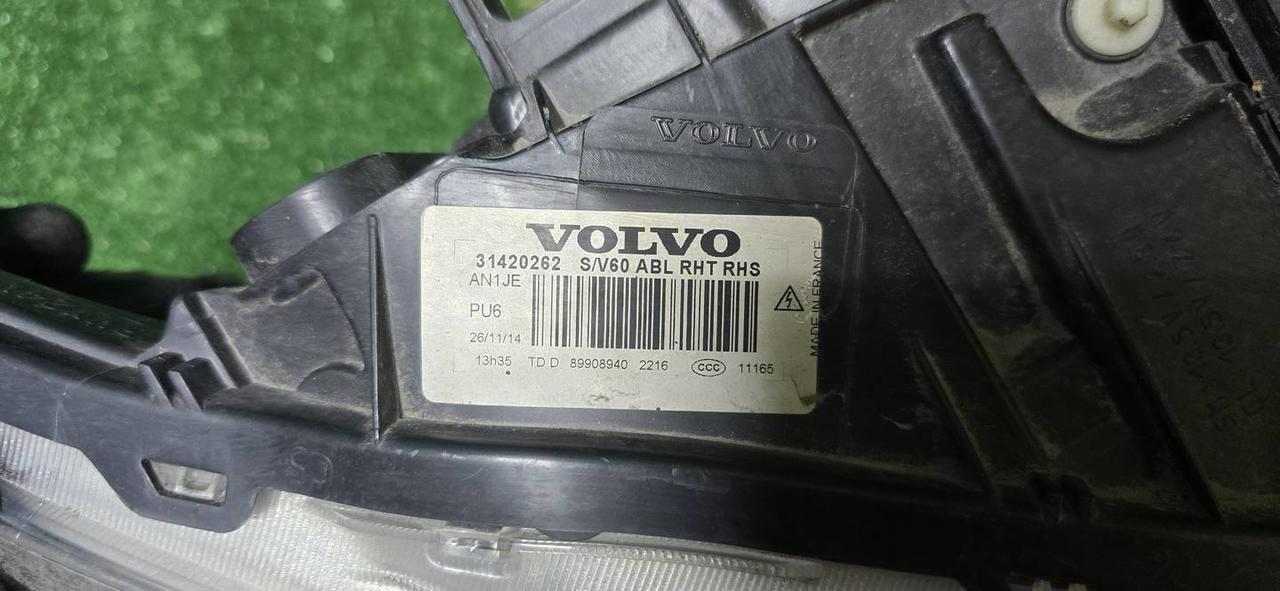 VOLVO
VOLVO
31420262 S/V60 ABL RHT RHS
AN1JE
PU6
26/11/14
13h35 TD D 89908940 2216 CCC 11165
MADE IN FRANCE